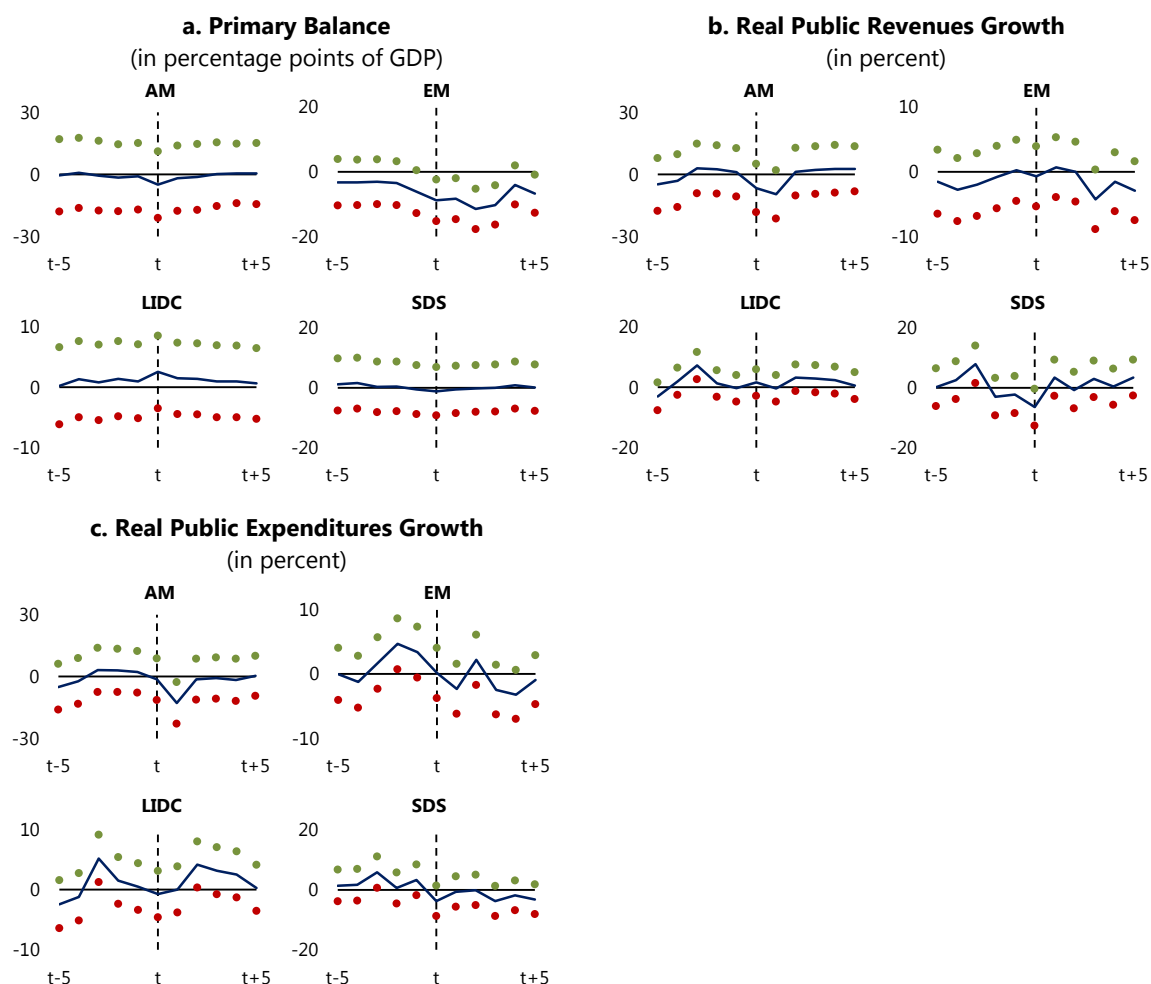 a. Primary Balance
(in percentage points of GDP)
AM
30
0
-30
t-5
t
t+5
EM
20
0
-20
t-5
t
t+5
LIDC
10
0
-10
t-5
t
t+5
SDS
20
0
-20
t-5
t
t+5
b. Real Public Revenues Growth
(in percent)
AM
30
0
-30
t-5
t
t+5
EM
10
0
-10
t-5
t
t+5
LIDC
20
0
-20
t-5
t
t+5
SDS
20
0
-20
t-5
t
t+5
c. Real Public Expenditures Growth
(in percent)
AM
30
0
-30
t-5
t
t+5
EM
10
0
-10
t-5
t
t+5
LIDC
10
0
-10
t-5
t
t+5
SDS
20
0
-20
t-5
t
t+5